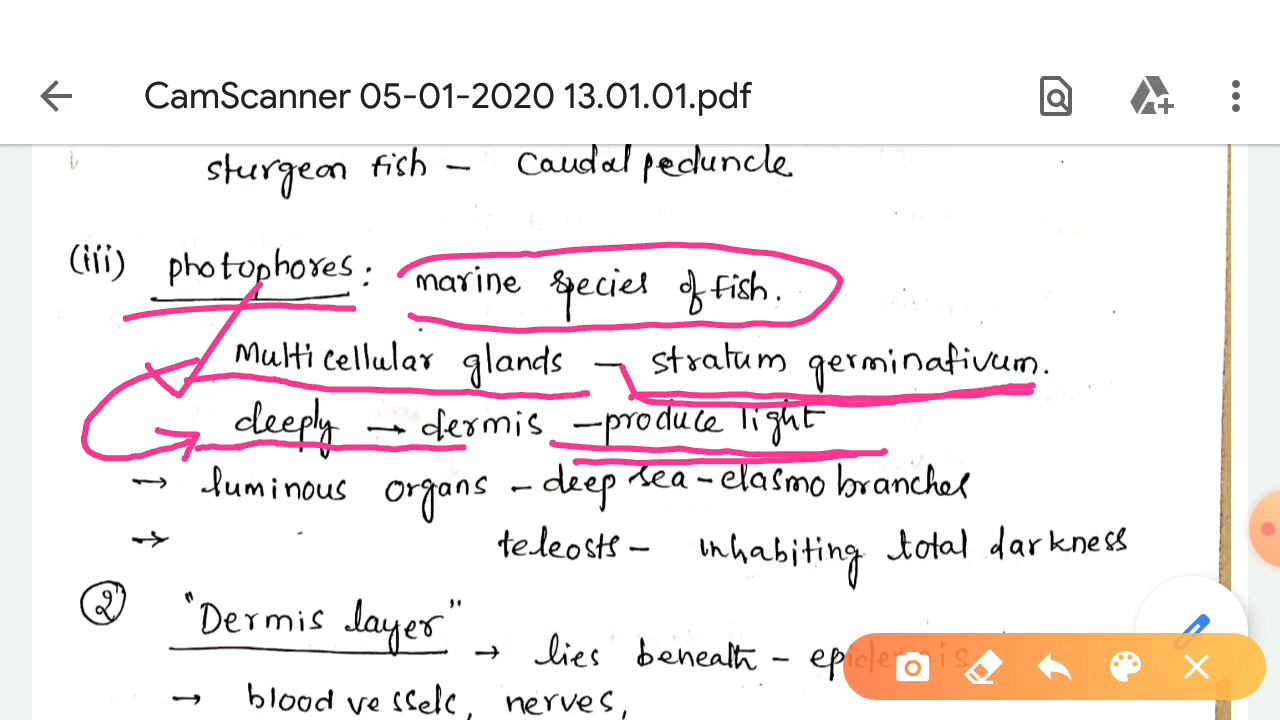 CamScanner 05-01-2020 13.01.01.pdf
sturgeon fish – Caudal peduncle
(iii) photophores : marine species of fish.
Multicellular glands – stratum germinativum.
deeply → dermis – produce light
→ luminous organs – deep sea – elasmobranches
→ teleosts – inhabiting total darkness
② "Dermis layer" → lies beneath – epidermis
→ blood vessels, nerves,